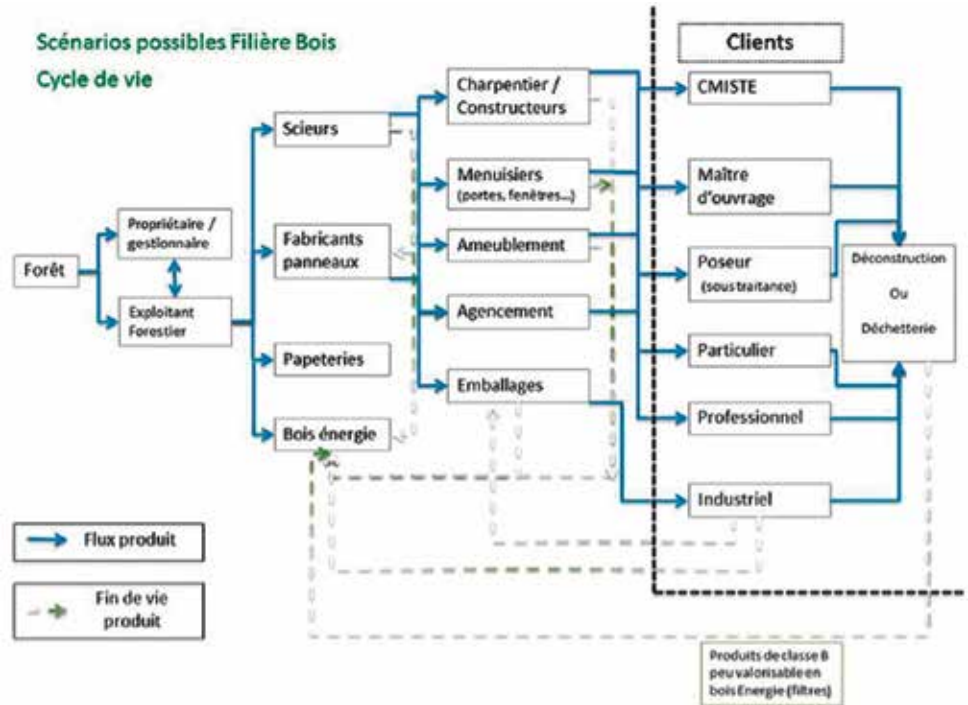 Scénarios possibles Filière Bois
Cycle de vie
Clients
Forêt
Propriétaire /
gestionnaire
Exploitant
Forestier
Scieurs
Fabricants
panneaux
Papeteries
Bois énergie
Charpentier /
Constructeurs
Menuisiers
(portes, fenêtres...)
Ameublement
Agencement
Emballages
CMISTE
Maître
d'ouvrage
Poseur
(sous traitance)
Particulier
Professionnel
Industriel
Déconstruction
Ou
Déchetterie
Flux produit
Fin de vie
produit
Produits de classe B
peu valorisable en
bois Energie (filtres)